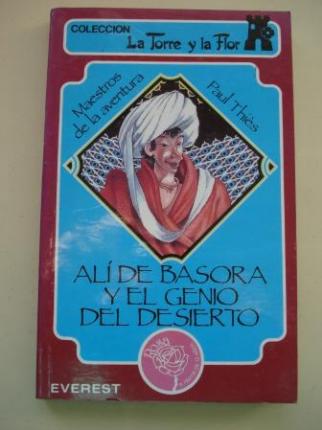 COLECCION
La Torre y la Flor
Maestros
de la aventura
Paul Thiès
ALÍ DE BASORA
Y EL GENIO
DEL DESIERTO
EVEREST